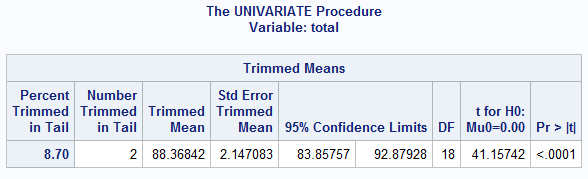 The UNIVARIATE Procedure
Variable: total
Trimmed Means
Percent Trimmed in Tail Number Trimmed in Tail Trimmed Mean Std Error Trimmed Mean 95% Confidence Limits DF t for H0: Mu0=0.00 Pr > |t|
8.70 2 88.36842 2.147083 83.85757 92.87928 18 41.15742 <.0001